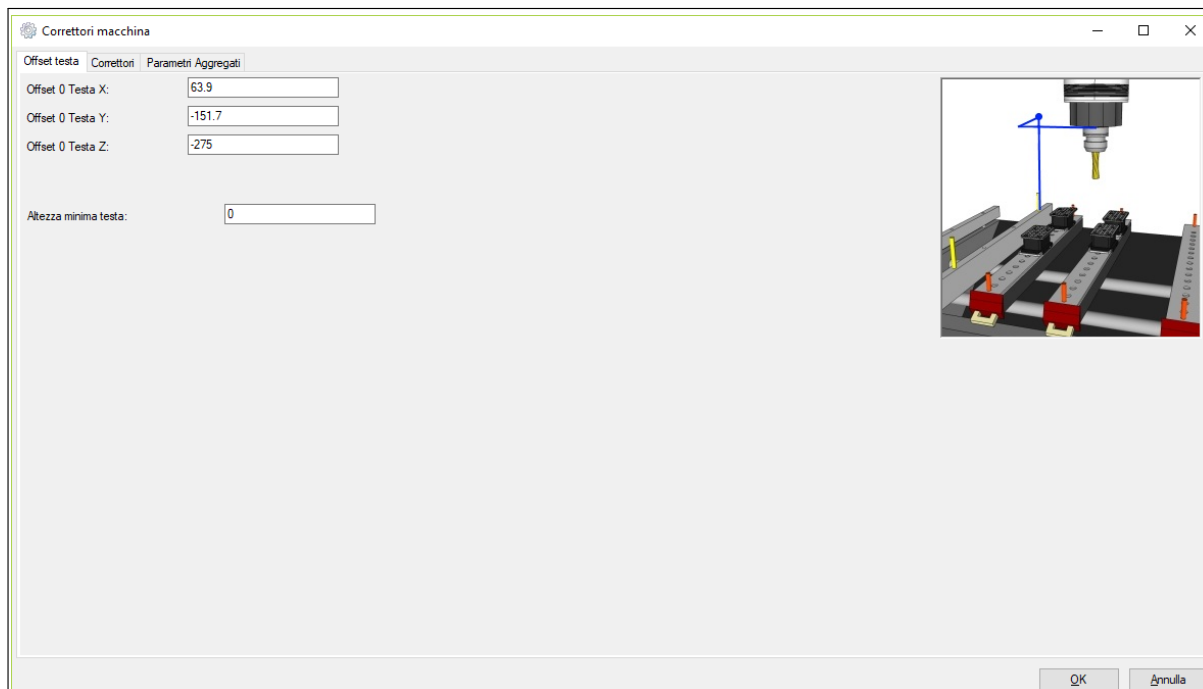 Correttori macchina
Offset testa Correttori Parametri Aggregati
Offset 0 Testa X: 63.9
Offset 0 Testa Y: -151.7
Offset 0 Testa Z: -275
Altezza minima testa: 0
OK Annulla